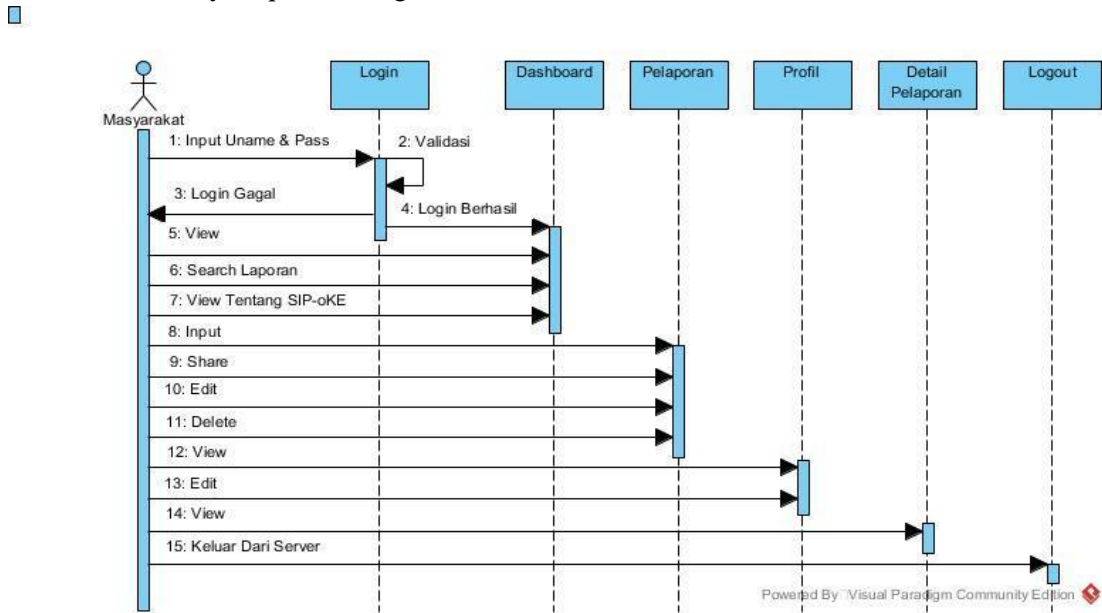 Login
Dashboard
Pelaporan
Profil
Detail
Pelaporan
Logout
Masyarakat
1: Input Uname & Pass
2: Validasi
3: Login Gagal
4: Login Berhasil
5: View
6: Search Laporan
7: View Tentang SIP-oKE
8: Input
9: Share
10: Edit
11: Delete
12: View
13: Edit
14: View
15: Keluar Dari Server
Powered By Visual Paradigm Community Edition